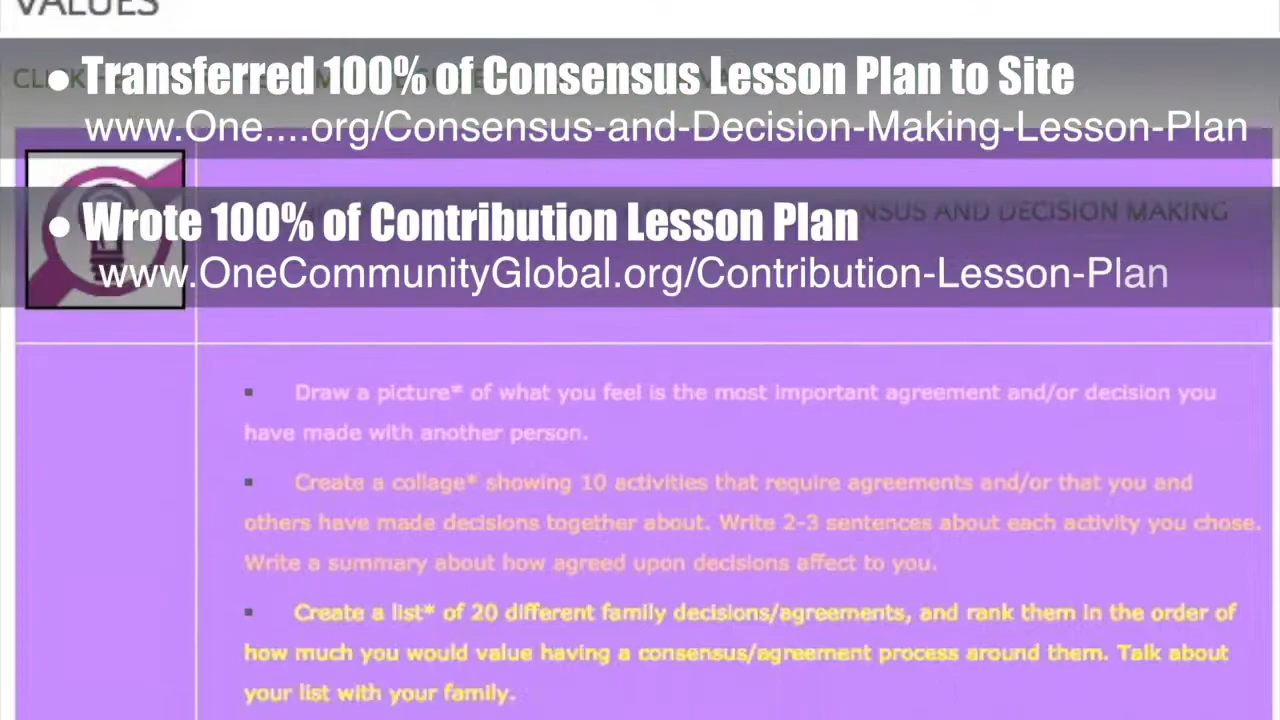 VALUES
• Transferred 100% of Consensus Lesson Plan to Site
www.One....org/Consensus-and-Decision-Making-Lesson-Plan
• Wrote 100% of Contribution Lesson Plan
CONSENSUS AND DECISION MAKING
www.OneCommunityGlobal.org/Contribution-Lesson-Plan
▪ Draw a picture* of what you feel is the most important agreement and/or decision you
have made with another person.
▪ Create a collage* showing 10 activities that require agreements and/or that you and
others have made decisions together about. Write 2-3 sentences about each activity you chose.
Write a summary about how agreed upon decisions affect to you.
▪ Create a list* of 20 different family decisions/agreements, and rank them in the order of
how much you would value having a consensus/agreement process around them. Talk about
your list with your family.